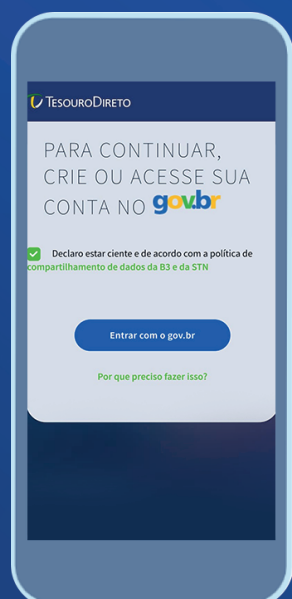 TESOURODIRETO
PARA CONTINUAR,
CRIE OU ACESSE SUA
CONTA NO gov.br
Declaro estar ciente e de acordo com a política de
compartilhamento de dados da B3 e da STN
Entrar com o gov.br
Por que preciso fazer isso?